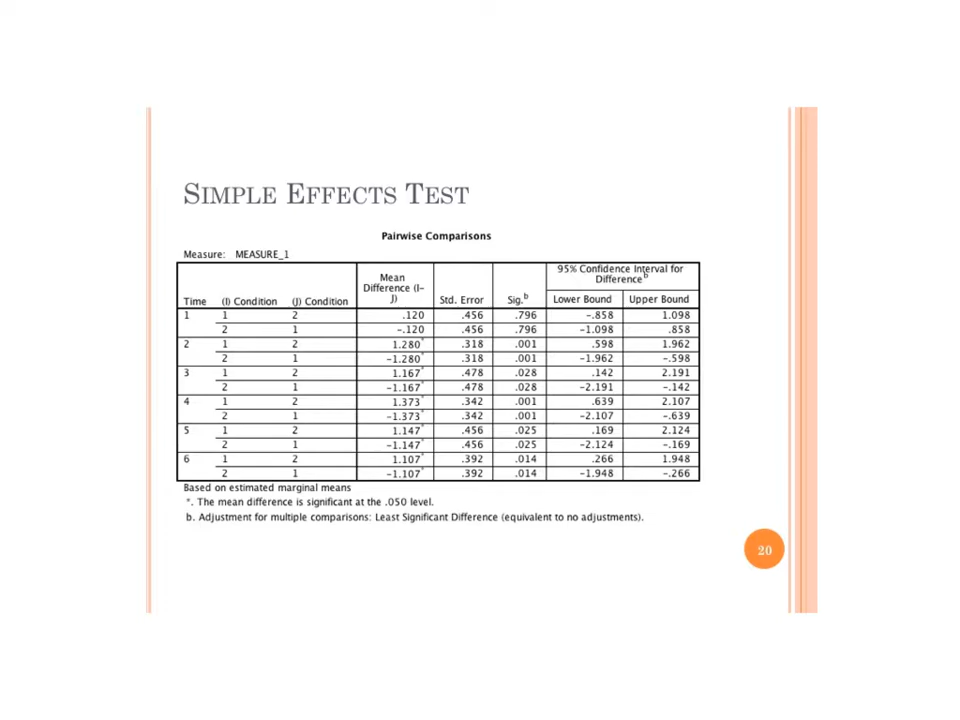 SIMPLE EFFECTS TEST
Pairwise Comparisons
Measure: MEASURE_1
Time (I) Condition (J) Condition Mean Difference (I-J) Std. Error Sig.b 95% Confidence Interval for Differenceb
Lower Bound Upper Bound
1 1 2 .120 .456 .796 -.858 1.098
2 1 -.120 .456 .796 -1.098 .858
2 1 2 1.280* .318 .001 .598 1.962
2 1 -1.280* .318 .001 -1.962 -.598
3 1 2 1.167* .478 .028 .142 2.191
2 1 -1.167* .478 .028 -2.191 -.142
4 1 2 1.373* .342 .001 .639 2.107
2 1 -1.373* .342 .001 -2.107 -.639
5 1 2 1.147* .456 .025 .169 2.124
2 1 -1.147* .456 .025 -2.124 -.169
6 1 2 1.107* .392 .014 .266 1.948
2 1 -1.107* .392 .014 -1.948 -.266
Based on estimated marginal means
*. The mean difference is significant at the .050 level.
b. Adjustment for multiple comparisons: Least Significant Difference (equivalent to no adjustments).
20